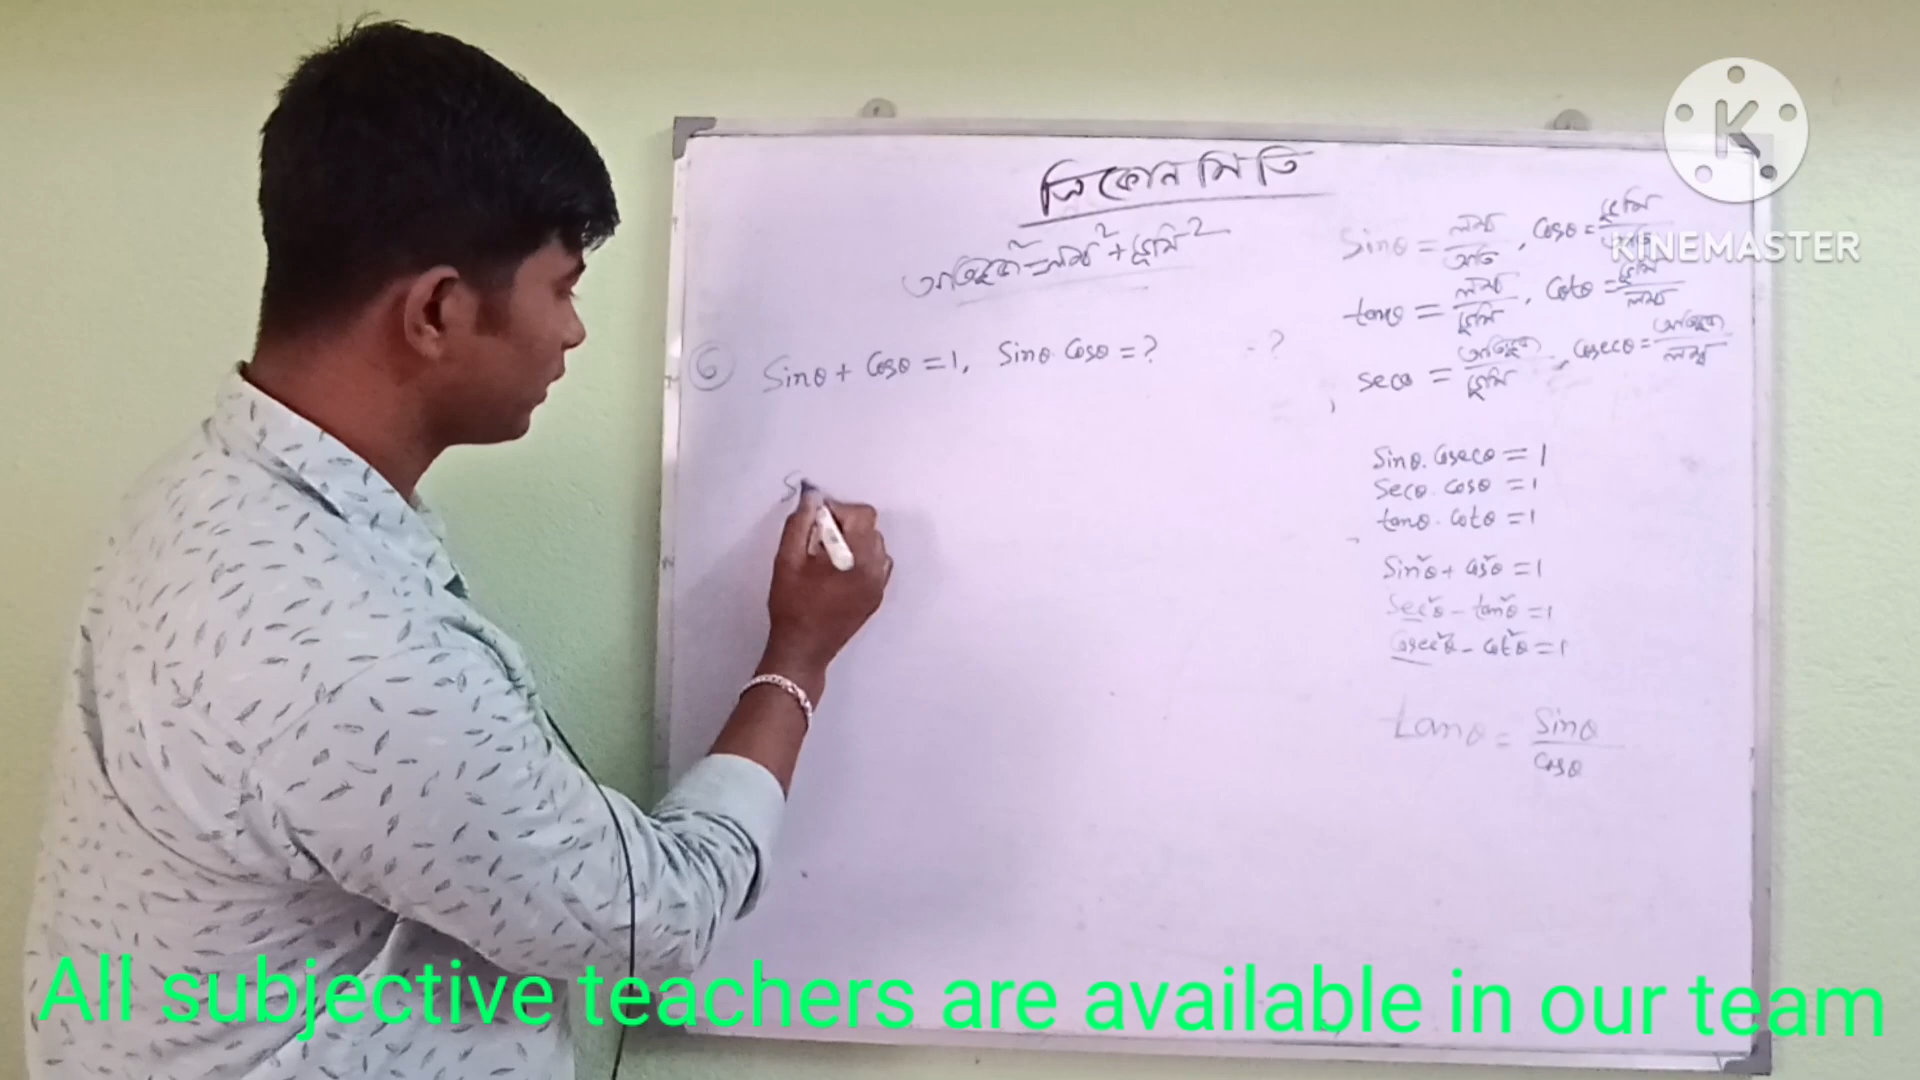 ত্রিকোনমিতি
অতিভুজ² = লম্ব² + ভূমি²
6 Sinθ + Cosθ = 1, Sinθ Cosθ = ? - ?
S
Sinθ = লম্ব/অতি, Cosθ = ভূমি/অতি
tanθ = লম্ব/ভূমি, Cotθ = ভূমি/লম্ব
secθ = অতিভুজ/ভূমি, Cosecθ = অতিভুজ/লম্ব
Sinθ. Cosecθ = 1
Secθ. Cosθ = 1
tanθ. Cotθ = 1
Sin²θ + Cos²θ = 1
Sec²θ - tan²θ = 1
Cosec²θ - Cot²θ = 1
tanθ = Sinθ/Cosθ
K
KINEMASTER
All subjective teachers are available in our team